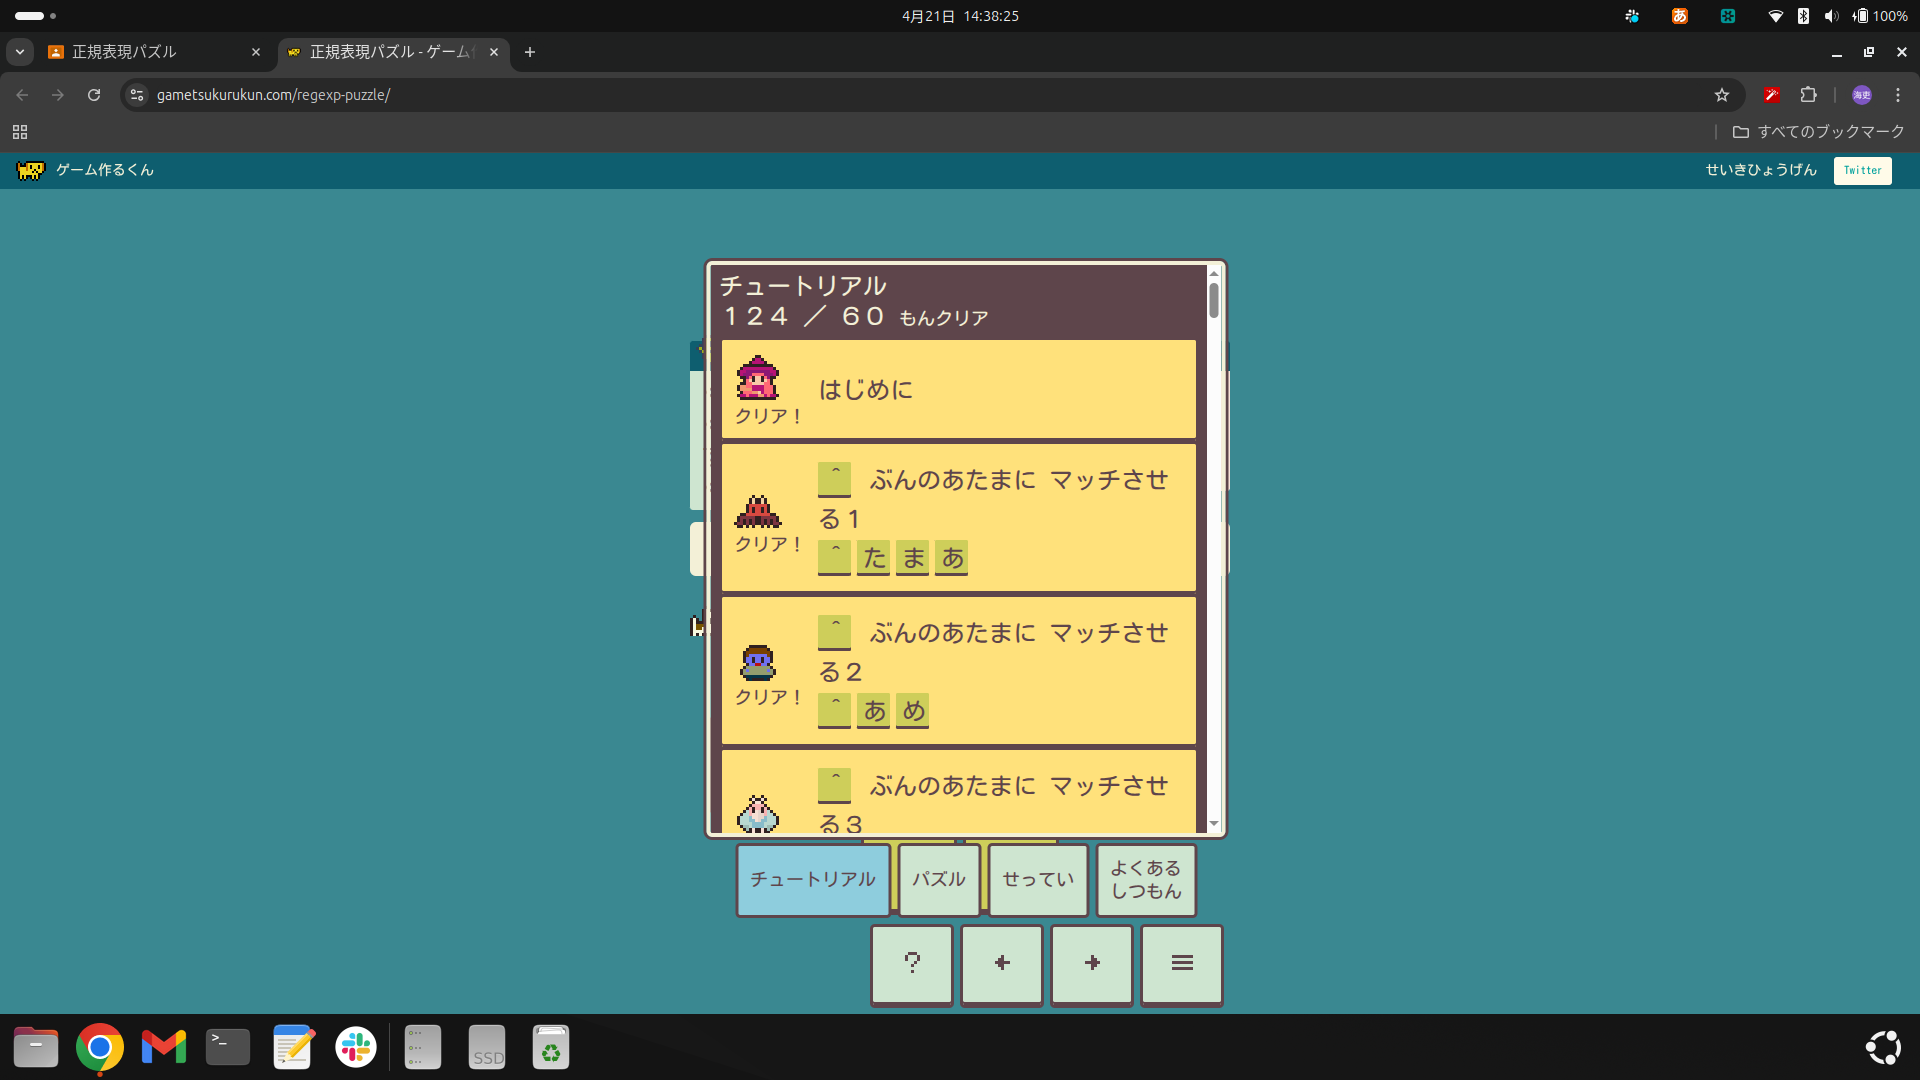 4月21日 14:38:25
あ
100%
正規表現パズル
正規表現パズル - ゲーム
gametsukurukun.com/regexp-puzzle/
海吏
すべてのブックマーク
ゲーム作るくん
せいきひょうげん
Twitter
チュートリアル
124 ／ 60 もんクリア
はじめに
クリア！
^ ぶんのあたまに マッチさせ
る1
クリア！
^ た ま あ
^ ぶんのあたまに マッチさせ
る2
クリア！
^ あ め
^ ぶんのあたまに マッチさせ
る3
チュートリアル
パズル
せってい
よくある
しつもん
?
>_
SSD